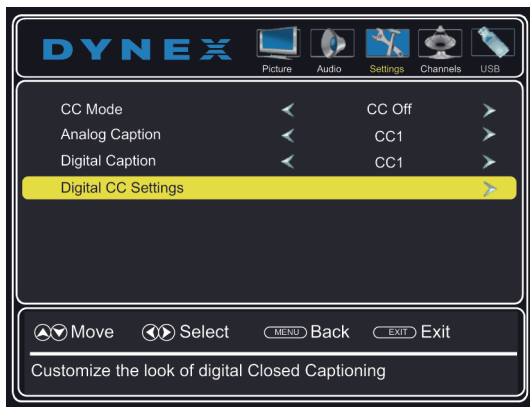 DYNEX
Picture Audio Settings Channels USB
CC Mode CC Off
Analog Caption CC1
Digital Caption CC1
Digital CC Settings
Move Select MENU Back EXIT Exit
Customize the look of digital Closed Captioning